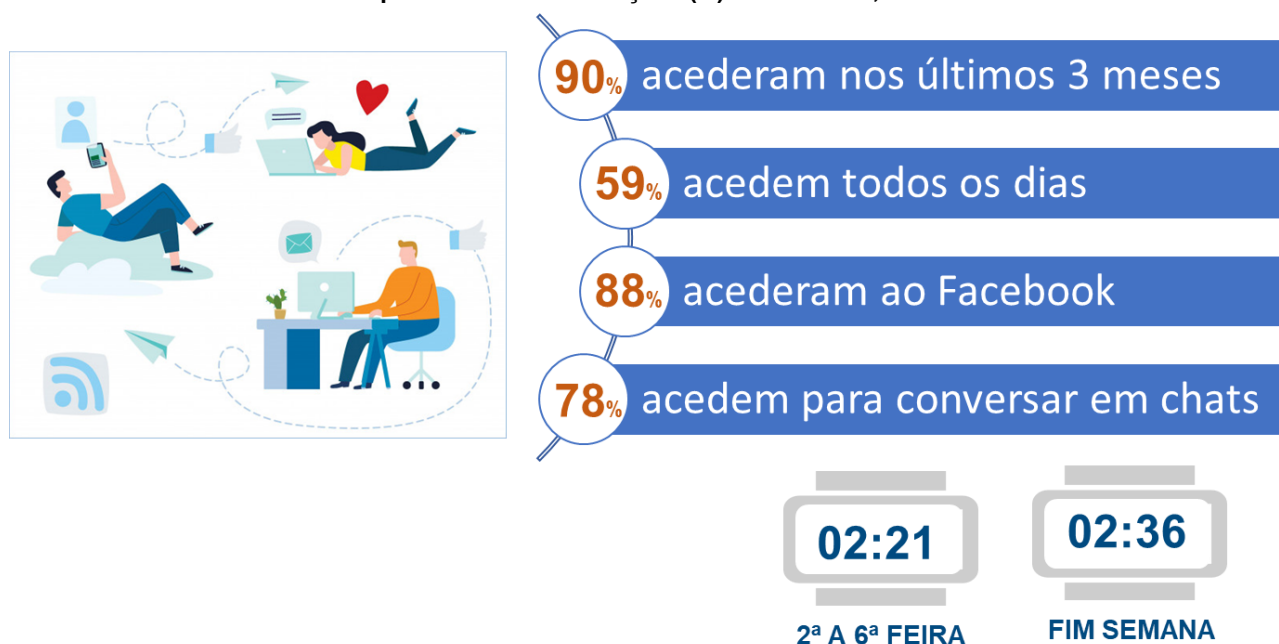 90% acederam nos últimos 3 meses
59% acedem todos os dias
88% acederam ao Facebook
78% acedem para conversar em chats
02:21
02:36
2ª A 6ª FEIRA
FIM SEMANA